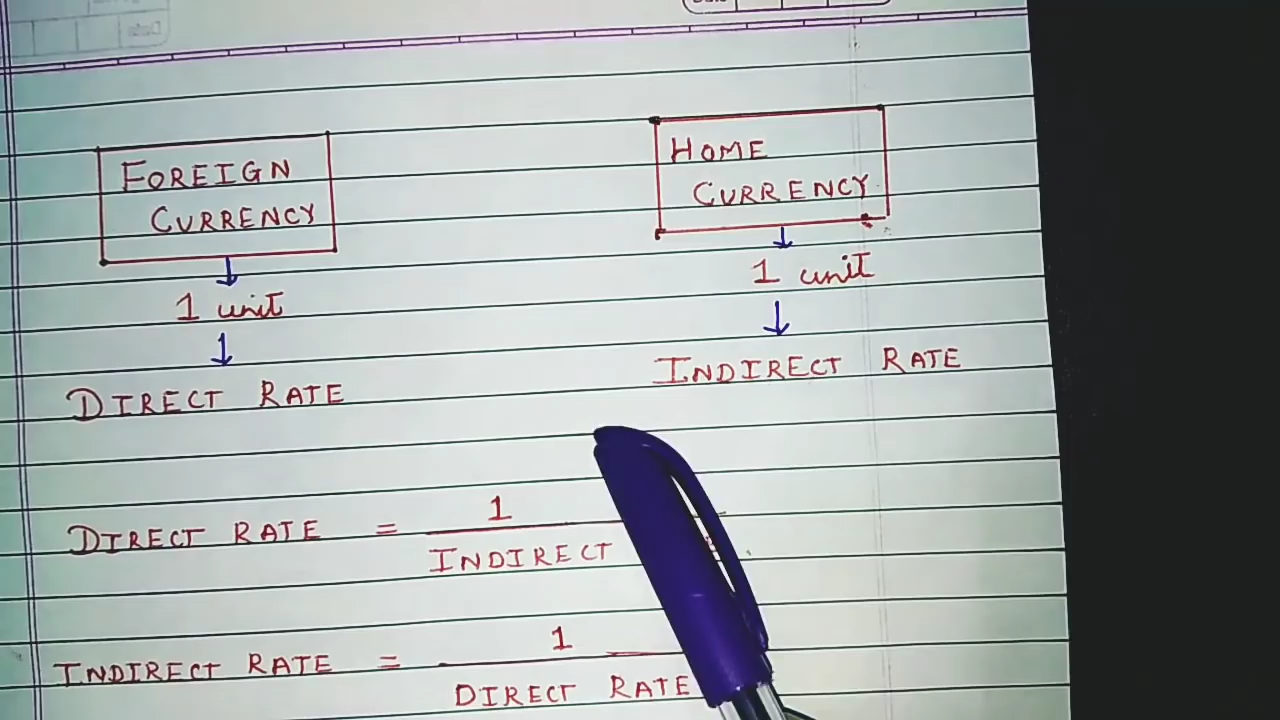 FOREIGN
CURRENCY
1 unit
DIRECT RATE
HOME
CURRENCY
1 unit
INDIRECT RATE
DIRECT RATE = 1
INDIRECT
INDIRECT RATE = 1
DIRECT RATE